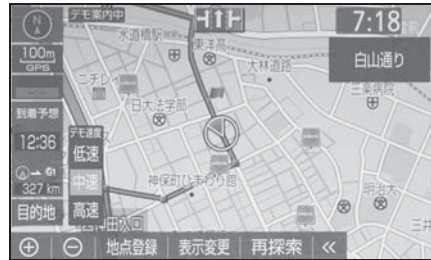 N
デモ案内中
7:18
100m
GPS
水道橋駅
東洋高
大林道路
白山通り
ニチレイ
三楽病院
日大法学部
到着予想
12:36
デモ速度
低速
中速
高速
327 km
神保町ひまわり館
明治大
三井
目的地
神田入口
地点登録
表示変更
再探索